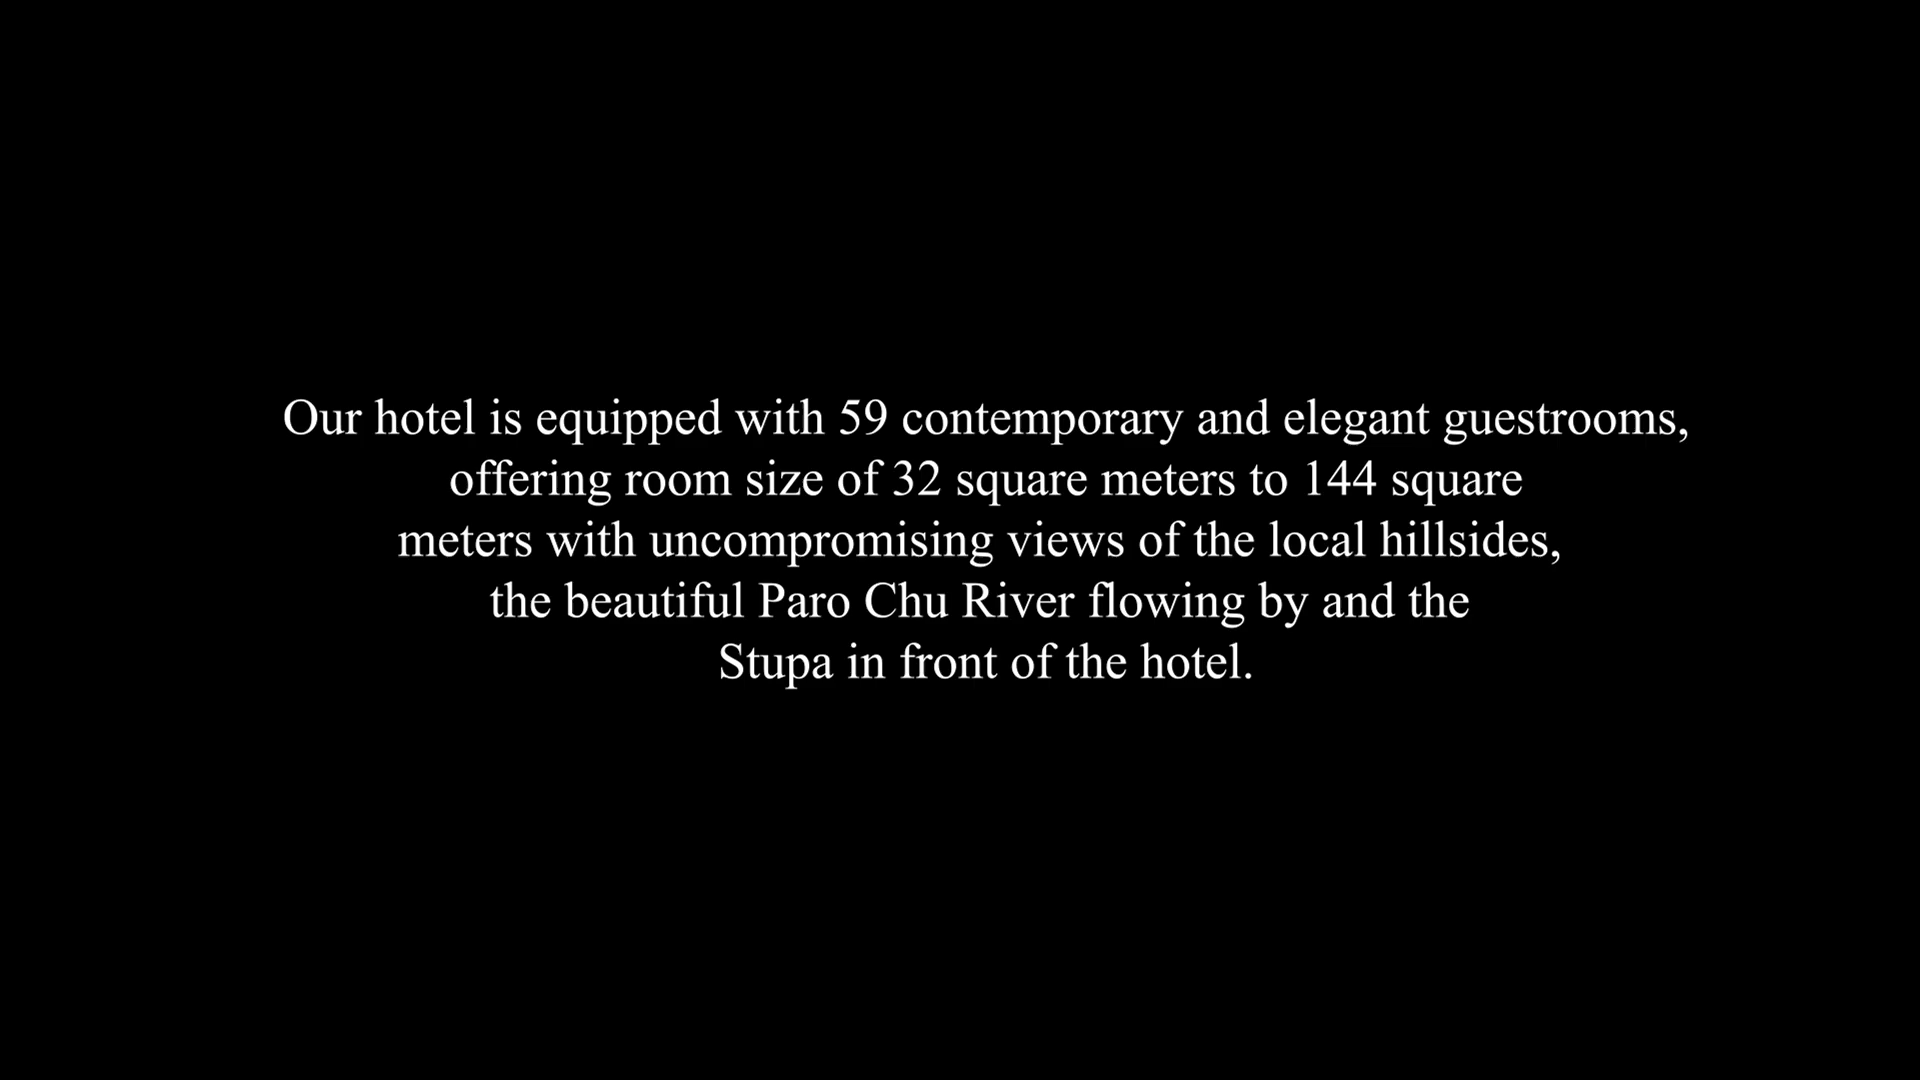 Our hotel is equipped with 59 contemporary and elegant guestrooms,
offering room size of 32 square meters to 144 square
meters with uncompromising views of the local hillsides,
the beautiful Paro Chu River flowing by and the
Stupa in front of the hotel.